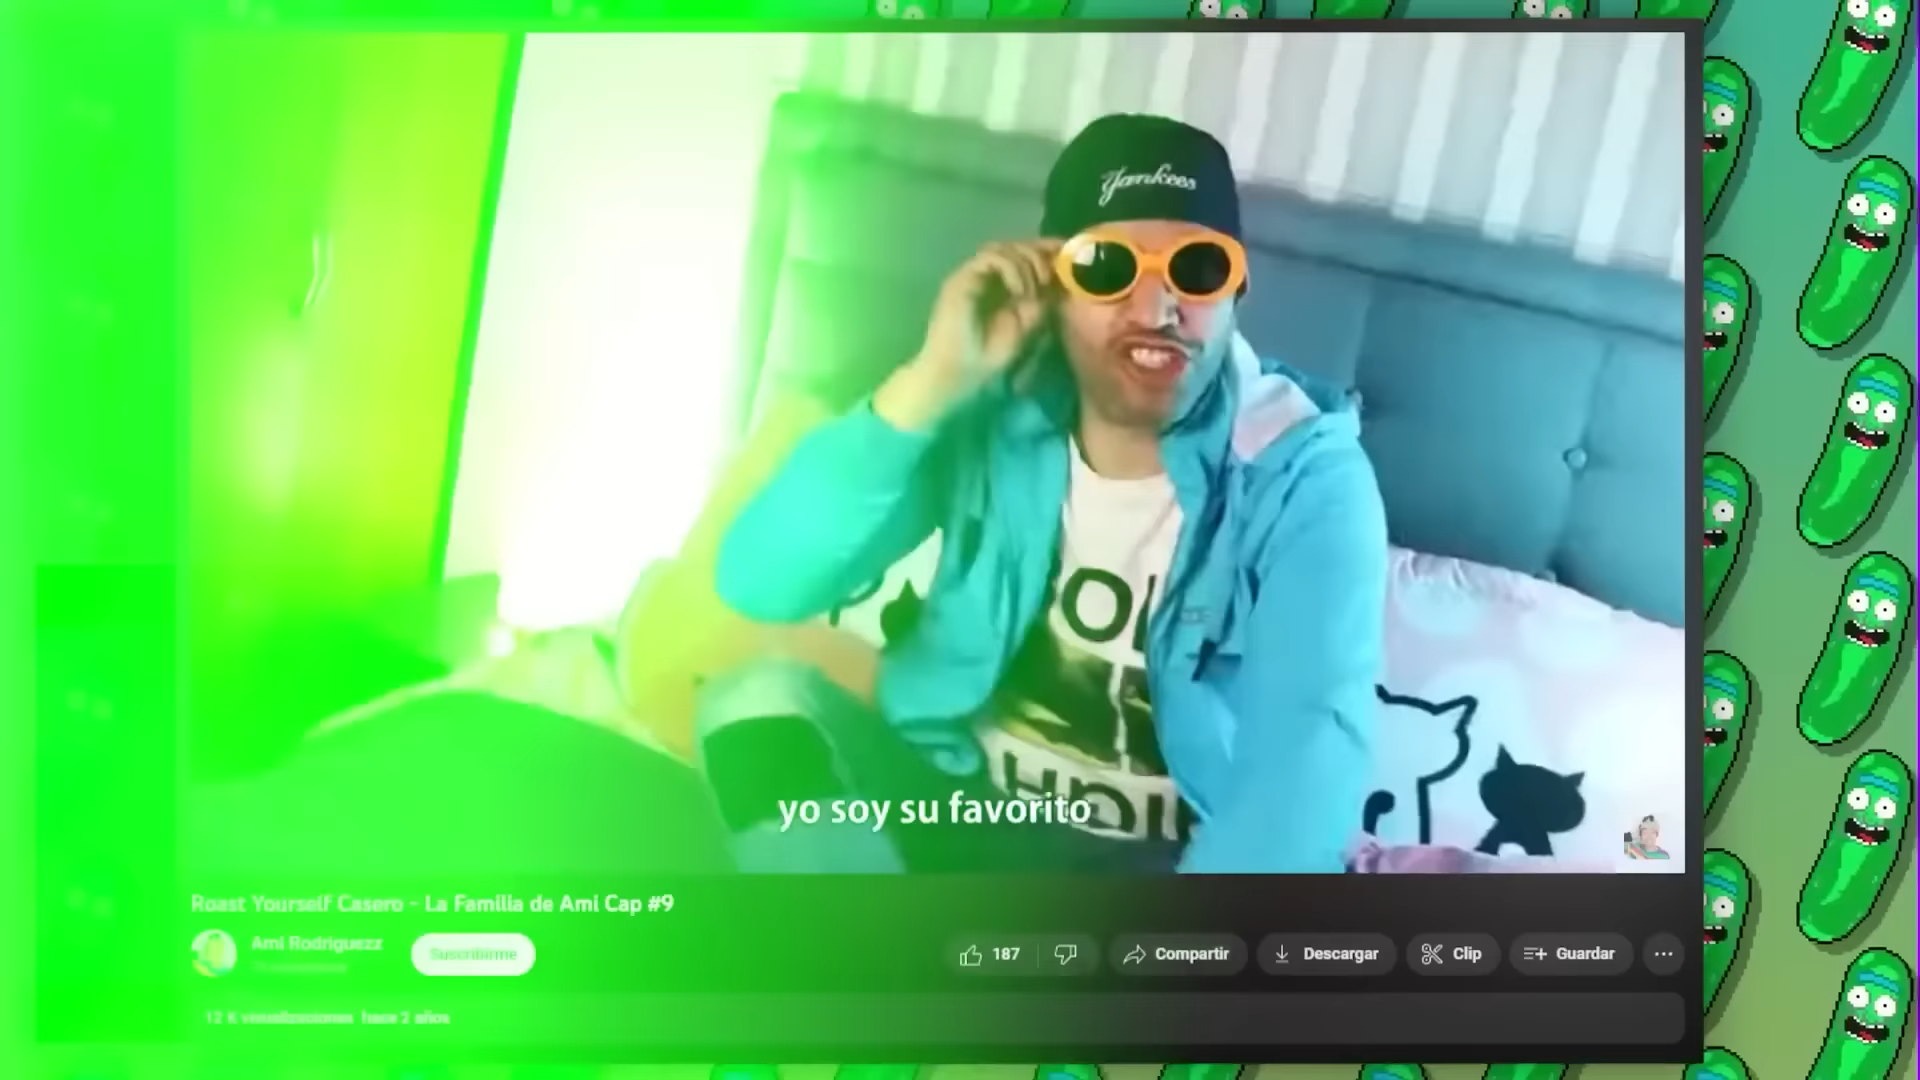 Yankees
yo soy su favorito
Roast Yourself Casero - La Familia de Ami Cap #9
Ami Rodriguezz
Suscribirme
187
Compartir
Descargar
Clip
Guardar
12 K visualizaciones hace 2 años